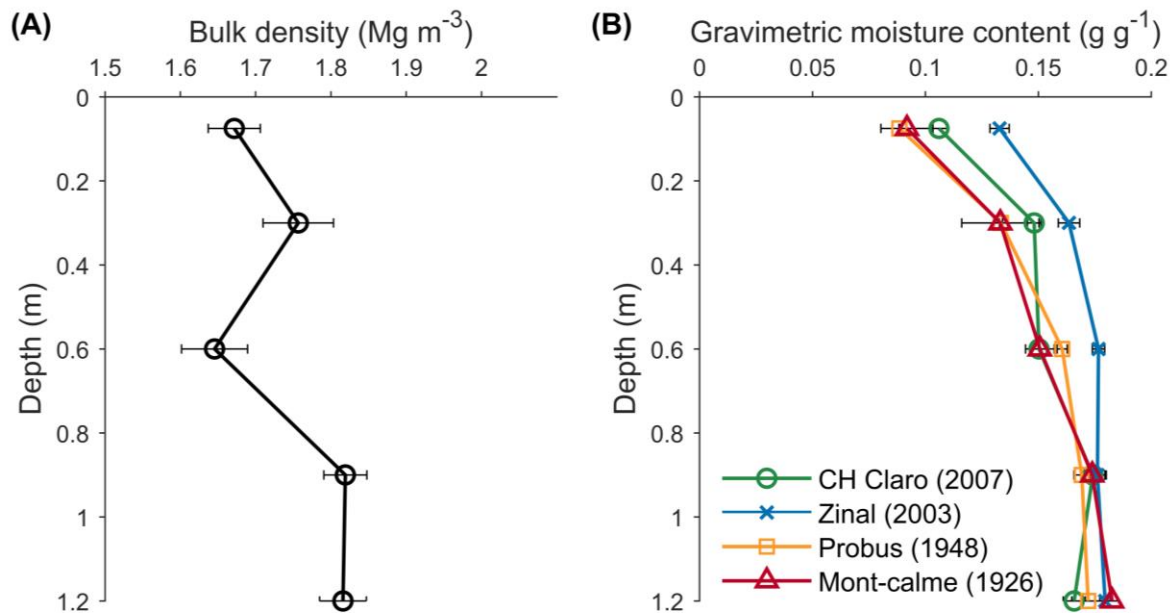 (A)
Bulk density (Mg m⁻³)
1.5 1.6 1.7 1.8 1.9 2
0
0.2
0.4
0.6
0.8
1
1.2
Depth (m)
(B)
Gravimetric moisture content (g g⁻¹)
0 0.05 0.1 0.15 0.2
0
0.2
0.4
0.6
0.8
1
1.2
Depth (m)
CH Claro (2007)
Zinal (2003)
Probus (1948)
Mont-calme (1926)